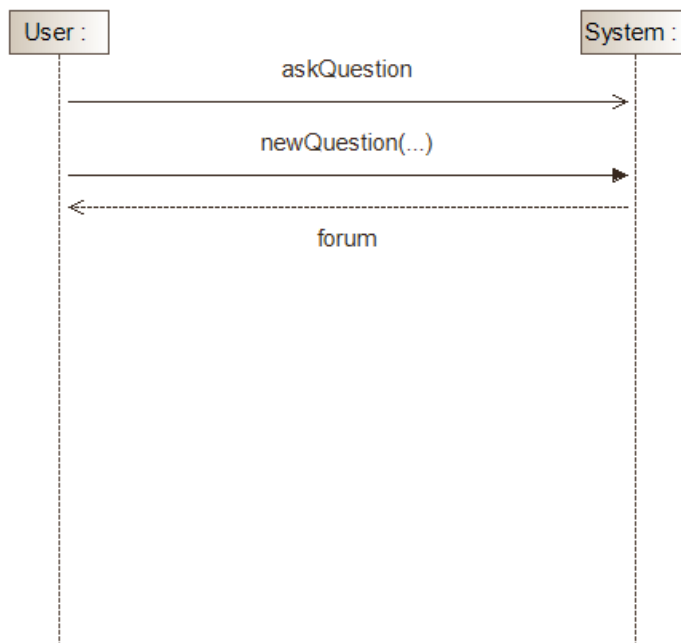 User :
System :
askQuestion
newQuestion(...)
forum